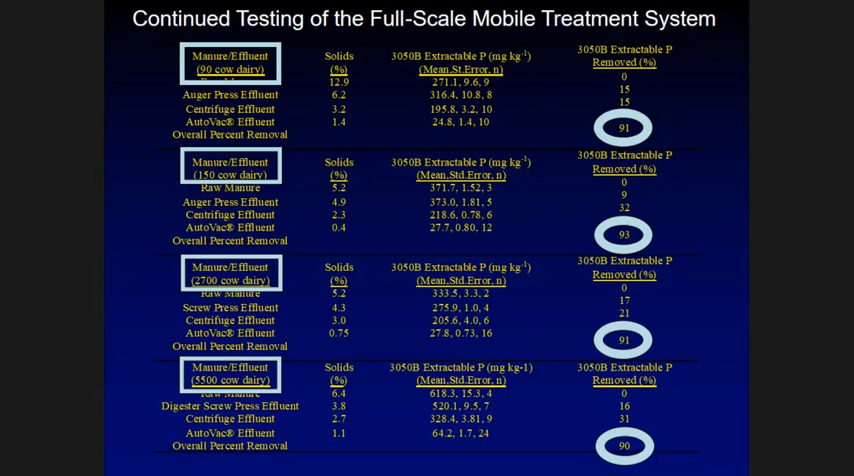 Continued Testing of the Full-Scale Mobile Treatment System
Manure/Effluent Solids 3050B Extractable P (mg kg-1) 3050B Extractable P
(90 cow dairy) (%) (Mean,St.Error, n) Removed (%)
12.9 271.1, 9.6, 9 0
Auger Press Effluent 6.2 316.4, 10.8, 8 15
Centrifuge Effluent 3.2 195.8, 3.2, 10 15
AutoVac® Effluent 1.4 24.8, 1.4, 10
Overall Percent Removal 91
Manure/Effluent Solids 3050B Extractable P (mg kg-1) 3050B Extractable P
(150 cow dairy) (%) (Mean,Std.Error, n) Removed (%)
Raw Manure 5.2 371.7, 1.52, 3 0
Auger Press Effluent 4.9 373.0, 1.81, 5 9
Centrifuge Effluent 2.3 218.6, 0.78, 6 32
AutoVac® Effluent 0.4 27.7, 0.80, 12
Overall Percent Removal 93
Manure/Effluent Solids 3050B Extractable P (mg kg-1) 3050B Extractable P
(2700 cow dairy) (%) (Mean,Std.Error, n) Removed (%)
Raw Manure 5.2 333.5, 3.3, 2 0
Screw Press Effluent 4.3 275.9, 1.0, 4 17
Centrifuge Effluent 3.0 205.6, 4.0, 6 21
AutoVac® Effluent 0.75 27.8, 0.73, 16
Overall Percent Removal 91
Manure/Effluent Solids 3050B Extractable P (mg kg-1) 3050B Extractable P
(5500 cow dairy) (%) (Mean,Std.Error, n) Removed (%)
Raw Manure 6.4 618.3, 15.3, 4 0
Digester Screw Press Effluent 3.8 520.1, 9.5, 7 16
Centrifuge Effluent 2.7 328.4, 3.81, 9 31
AutoVac® Effluent 1.1 64.2, 1.7, 24
Overall Percent Removal 90